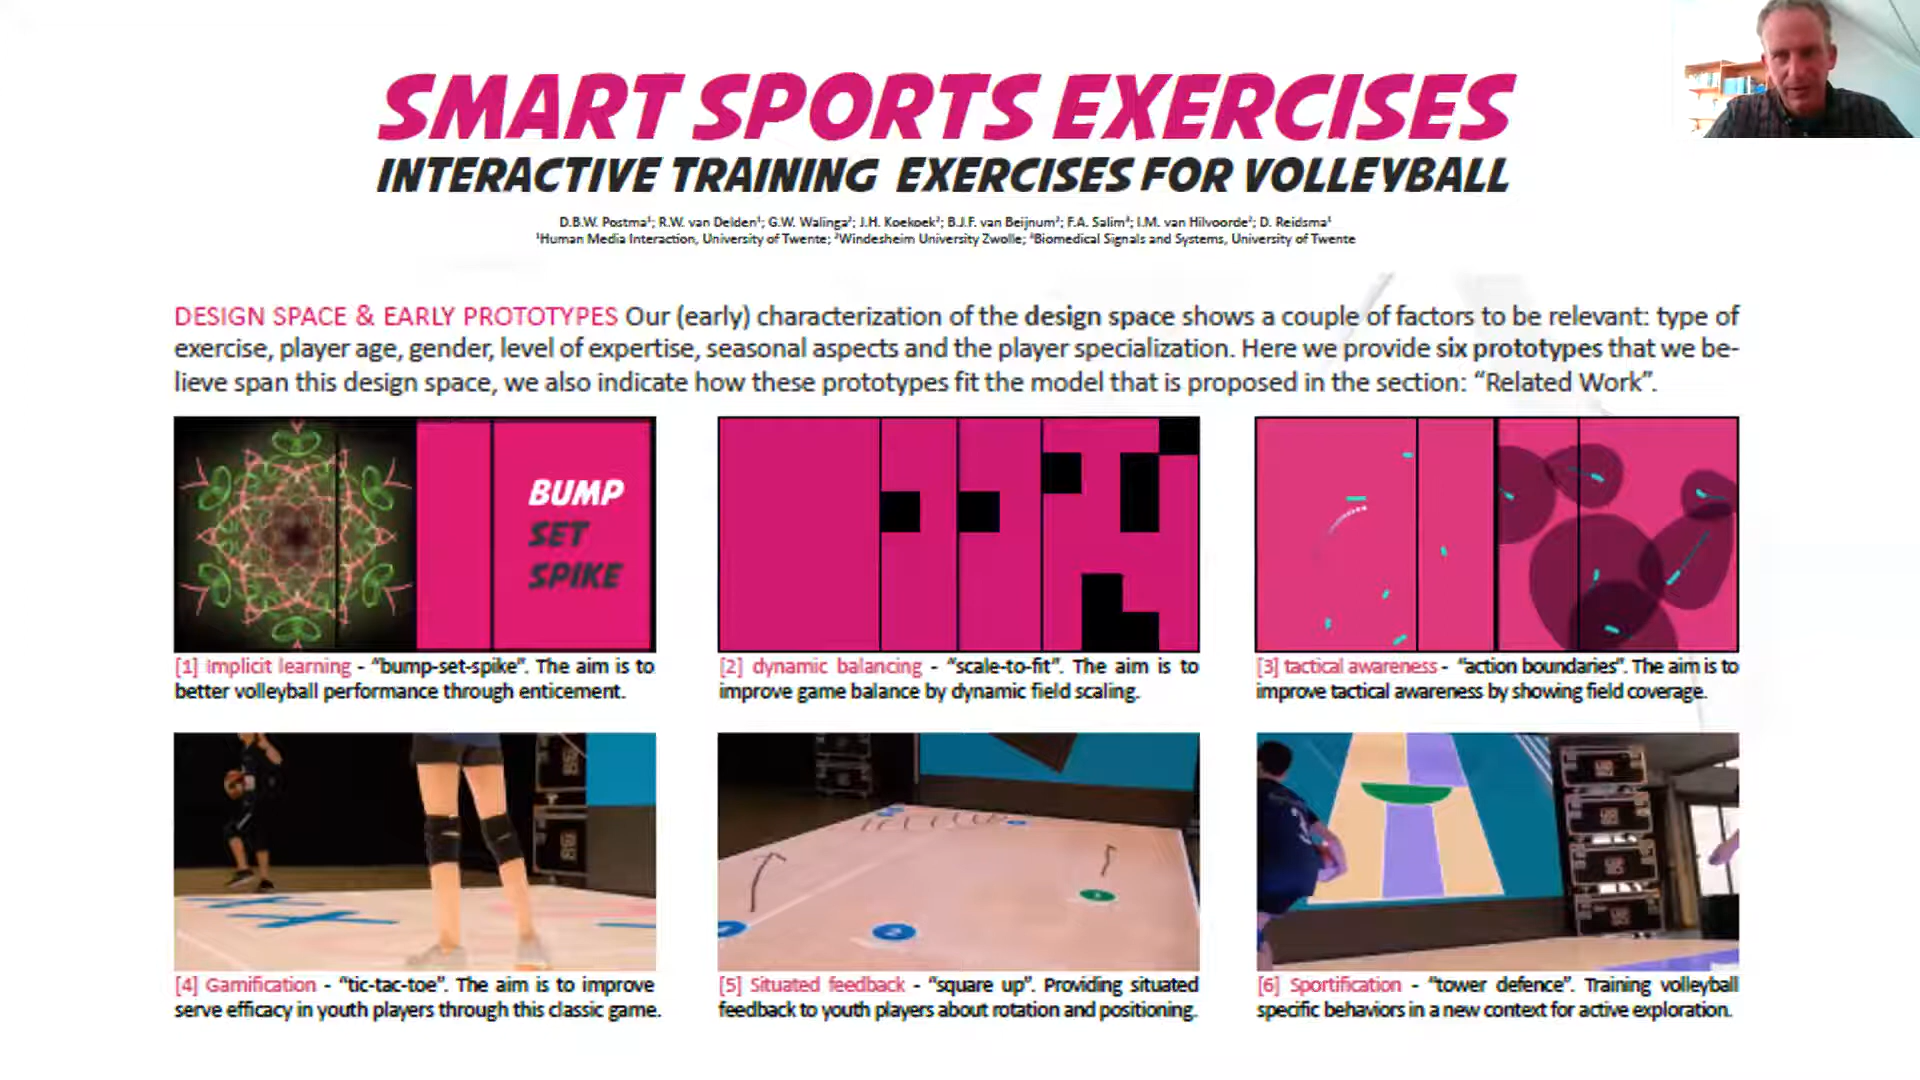 SMART SPORTS EXERCISES
INTERACTIVE TRAINING EXERCISES FOR VOLLEYBALL
D.B.W. Postma¹; R.W. van Delden¹; G.W. Walinga²; J.H. Koekoek²; B.J.F. van Beijnum³; F.A. Salim³; I.M. van Hilvoorde²; D. Reidsma¹
¹Human Media Interaction, University of Twente; ²Windesheim University Zwolle; ³Biomedical Signals and Systems, University of Twente
DESIGN SPACE & EARLY PROTOTYPES Our (early) characterization of the design space shows a couple of factors to be relevant: type of
exercise, player age, gender, level of expertise, seasonal aspects and the player specialization. Here we provide six prototypes that we be-
lieve span this design space, we also indicate how these prototypes fit the model that is proposed in the section: “Related Work”.
BUMP
SET
SPIKE
[1] Implicit learning - “bump-set-spike”. The aim is to
better volleyball performance through enticement.
[2] dynamic balancing - “scale-to-fit”. The aim is to
improve game balance by dynamic field scaling.
[3] tactical awareness - “action boundaries”. The aim is to
improve tactical awareness by showing field coverage.
[4] Gamification - “tic-tac-toe”. The aim is to improve
serve efficacy in youth players through this classic game.
[5] Situated feedback - “square up”. Providing situated
feedback to youth players about rotation and positioning.
[6] Sportification - “tower defence”. Training volleyball
specific behaviors in a new context for active exploration.
2